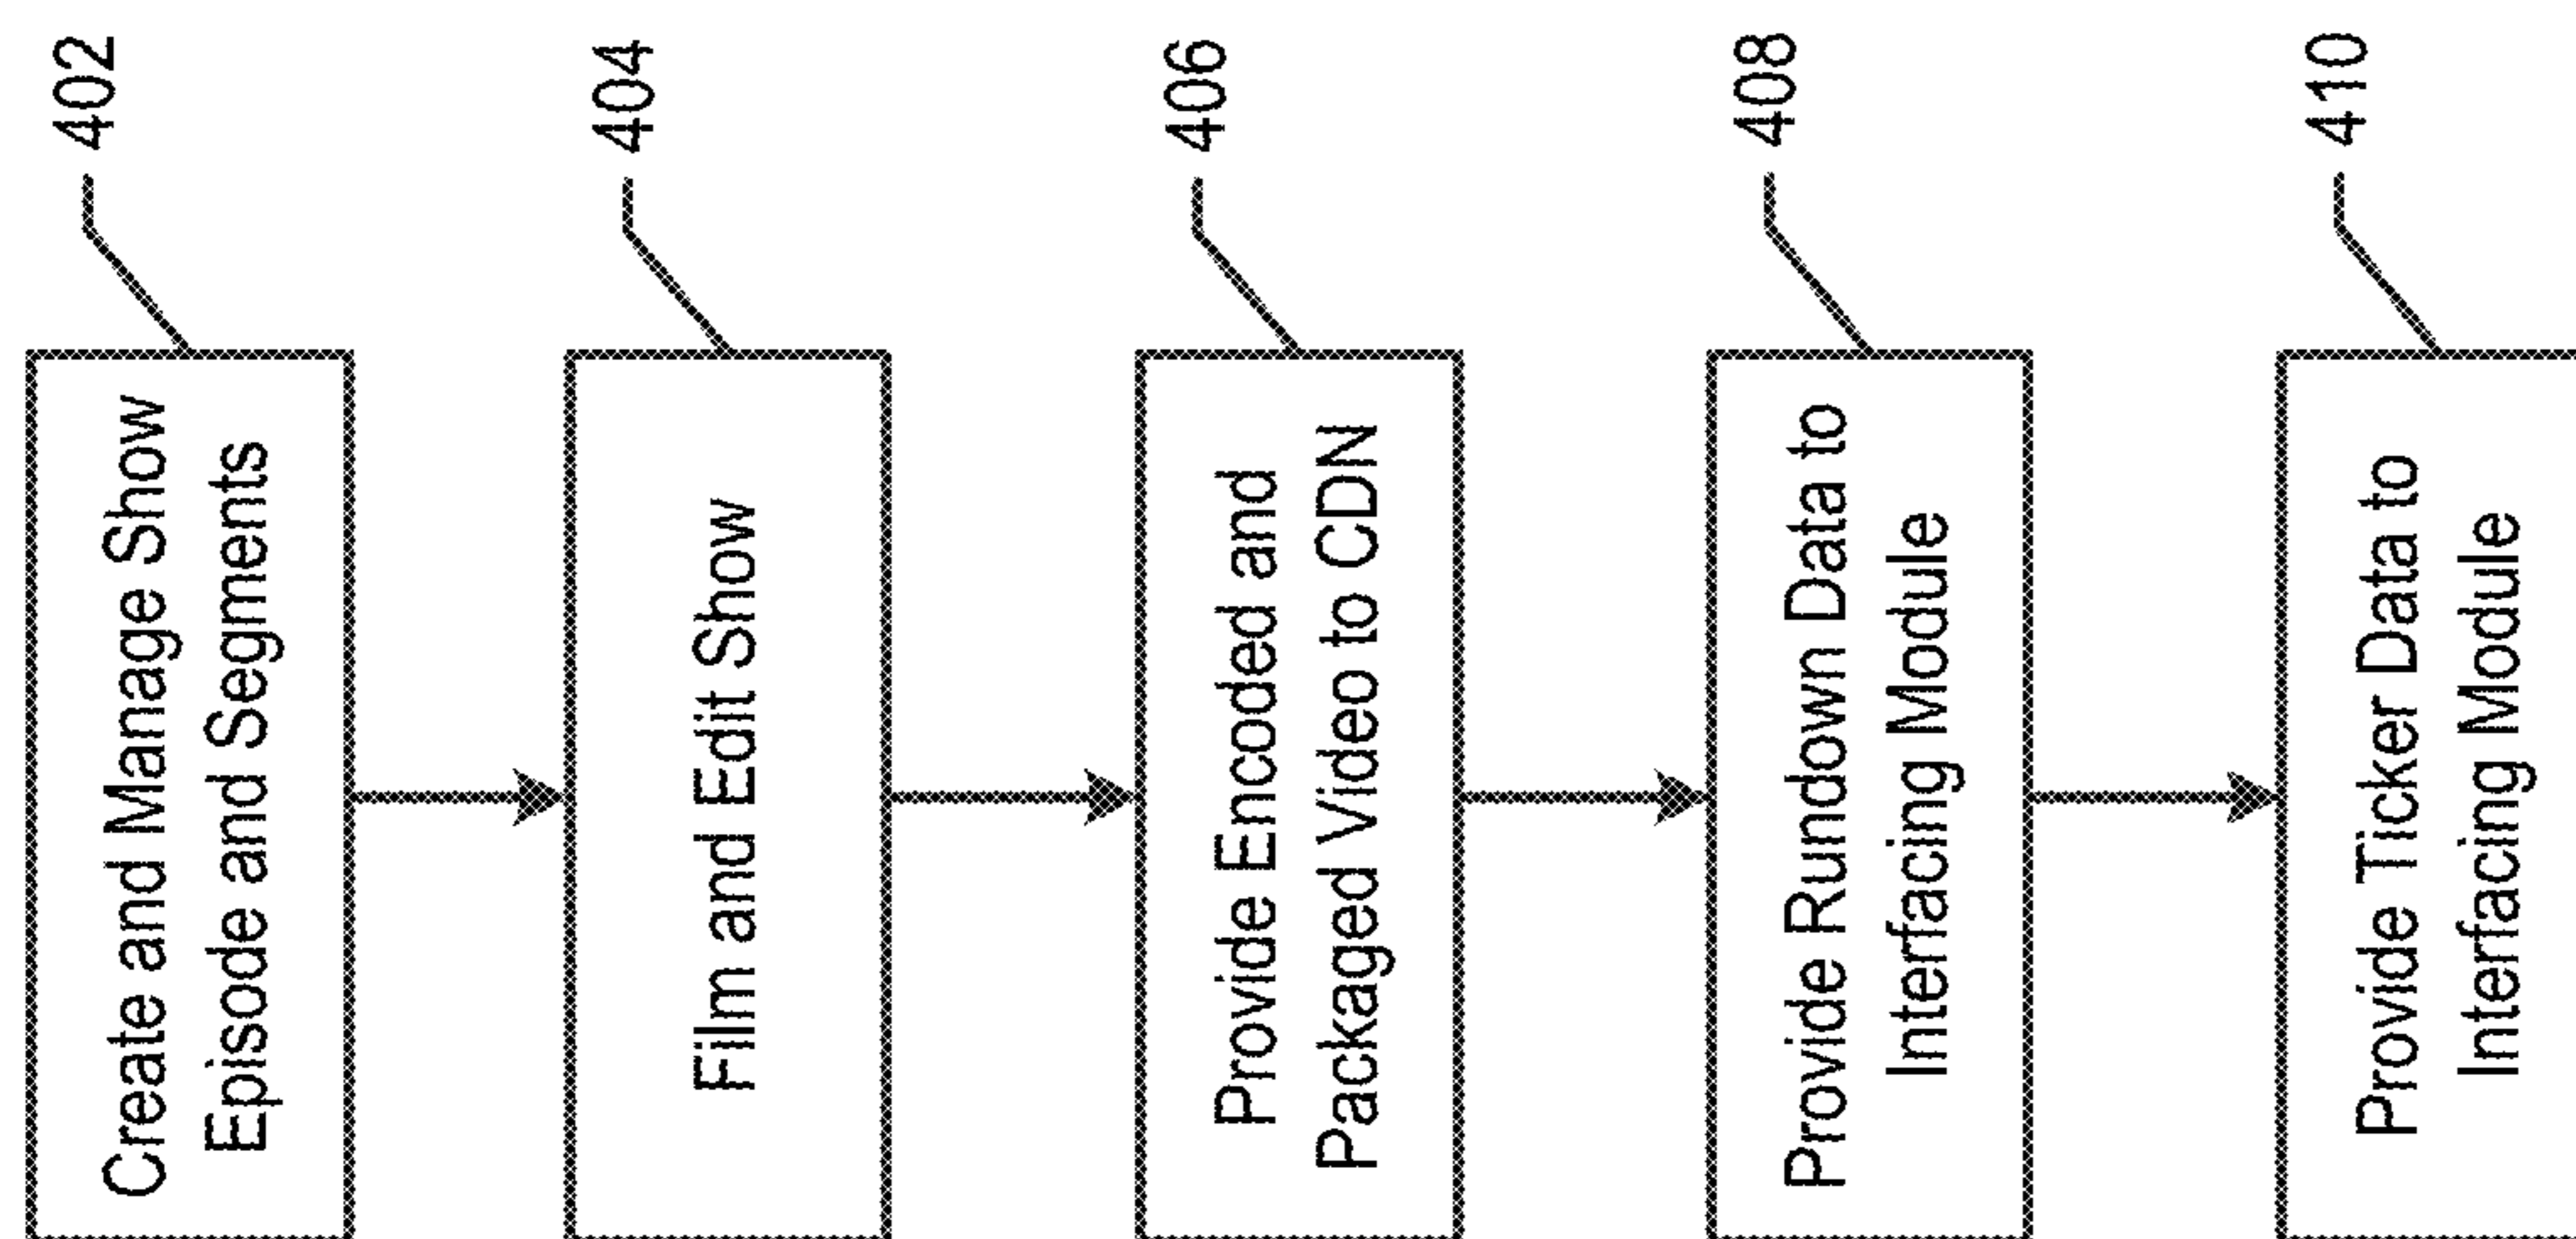 402
Create and Manage Show
Episode and Segments
404
Film and Edit Show
406
Provide Encoded and
Packaged Video to CDN
408
Provide Rundown Data to
Interfacing Module
410
Provide Ticker Data to
Interfacing Module